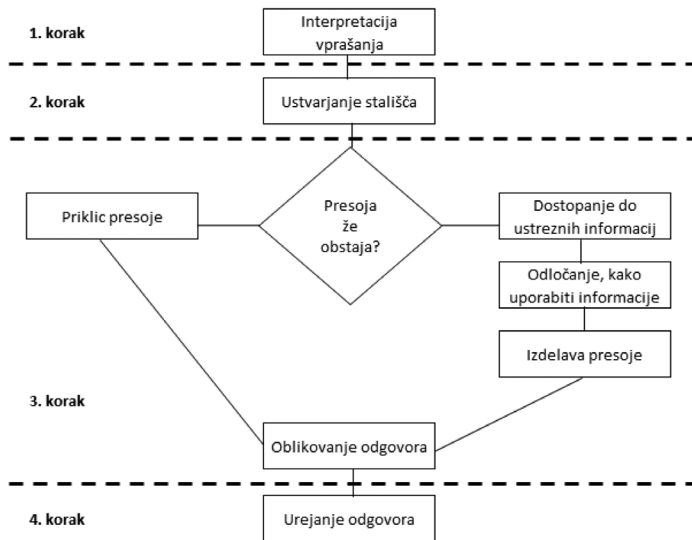 1. korak
Interpretacija
vprašanja
2. korak
Ustvarjanje stališča
Priklic presoje
Presoja
že
obstaja?
Dostopanje do
ustreznih informacij
Odločanje, kako
uporabiti informacije
Izdelava presoje
3. korak
Oblikovanje odgovora
4. korak
Urejanje odgovora